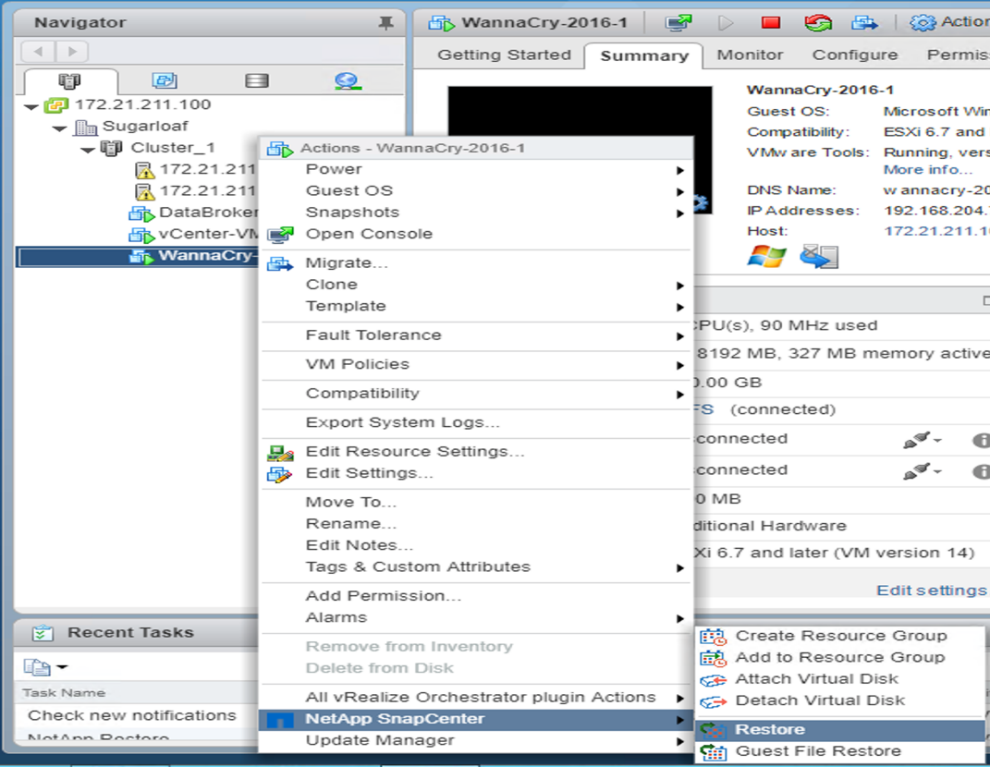 Navigator
172.21.211.100
Sugarloaf
Cluster_1
172.21.211
172.21.211
DataBroker
vCenter-VM
WannaCry-
WannaCry-2016-1
Getting Started Summary Monitor Configure
WannaCry-2016-1
Guest OS: Microsoft
Compatibility: ESXi 6.7 and
VMware Tools: Running,
More info...
DNS Name:
IP Addresses: 192.168.204.
Host: 172.21.211.1
CPU(s), 90 MHz used
8192 MB, 327 MB memory active
0.00 GB
FS (connected)
connected
connected
0 MB
ditional Hardware
Xi 6.7 and later (VM version 14)
Edit settings
Actions - WannaCry-2016-1
Power
Guest OS
Snapshots
Open Console
Migrate...
Clone
Template
Fault Tolerance
VM Policies
Compatibility
Export System Logs...
Edit Resource Settings...
Edit Settings...
Move To...
Rename...
Edit Notes...
Tags & Custom Attributes
Add Permission...
Alarms
Remove from Inventory
Delete from Disk
All vRealize Orchestrator plugin Actions
NetApp SnapCenter
Update Manager
Create Resource Group
Add to Resource Group
Attach Virtual Disk
Detach Virtual Disk
Restore
Guest File Restore
Recent Tasks
Task Name
Check new notifications
NetApp Restore